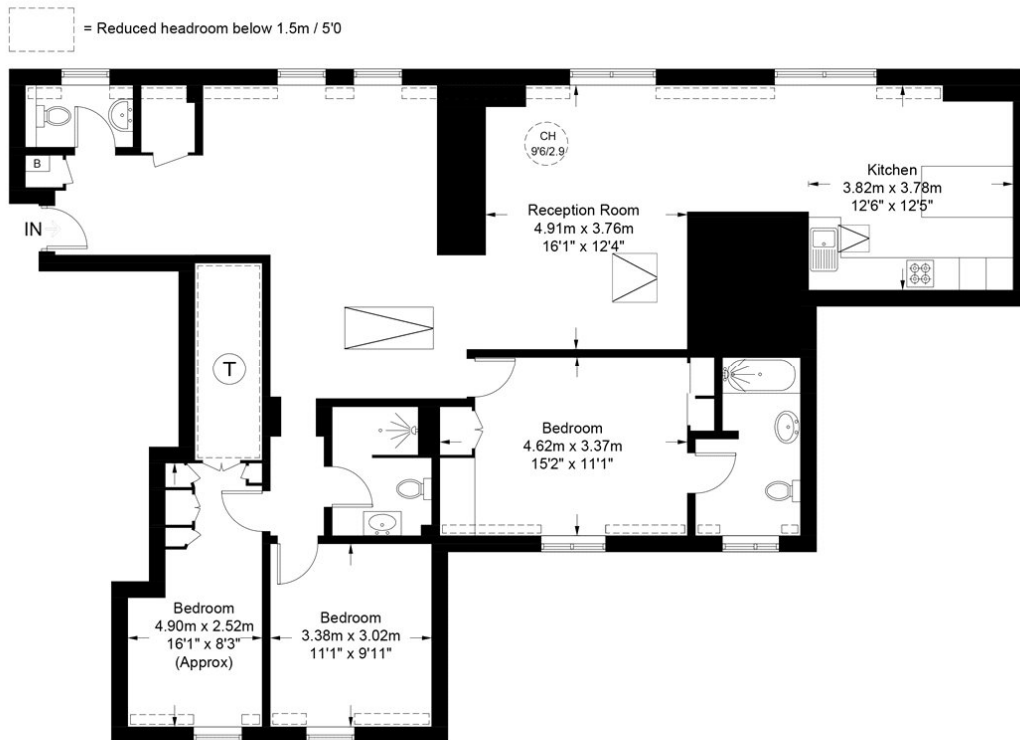 = Reduced headroom below 1.5m / 5'0
CH
9'6/2.9
B
IN
Kitchen
3.82m x 3.78m
12'6" x 12'5"
Reception Room
4.91m x 3.76m
16'1" x 12'4"
T
Bedroom
4.62m x 3.37m
15'2" x 11'1"
Bedroom
4.90m x 2.52m
16'1" x 8'3"
(Approx)
Bedroom
3.38m x 3.02m
11'1" x 9'11"